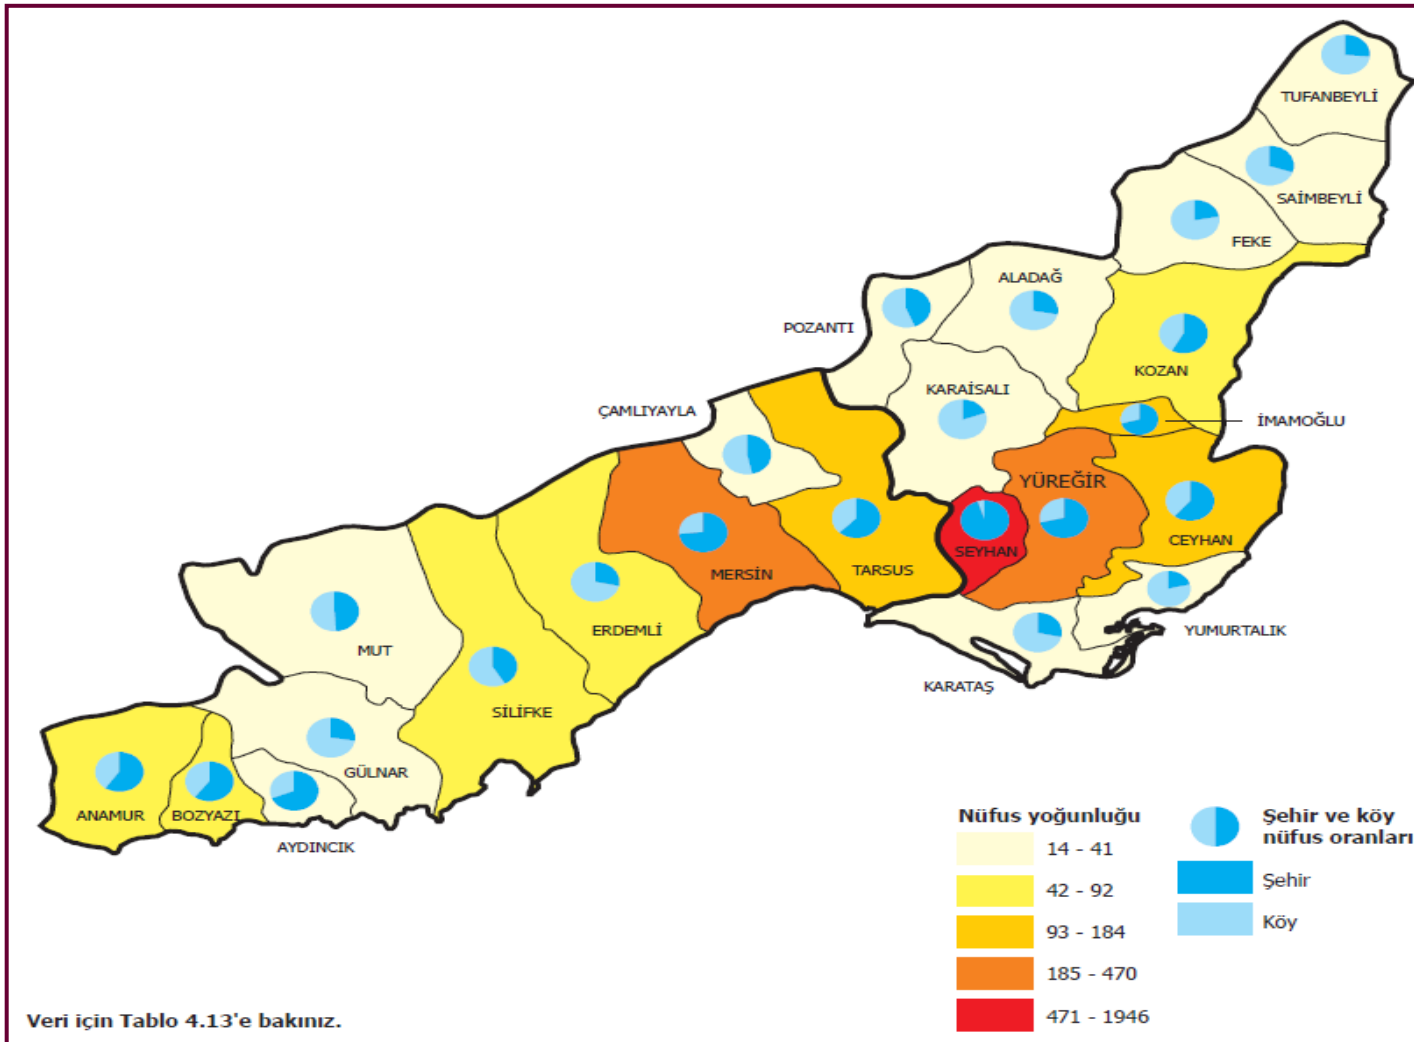 TUFANBEYLİ
SAİMBEYLİ
FEKE
ALADAĞ
POZANTI
KOZAN
KARAİSALI
ÇAMLIYAYLA
İMAMOĞLU
YÜREĞİR
CEYHAN
SEYHAN
TARSUS
MERSİN
ERDEMLİ
YUMURTALIK
MUT
KARATAŞ
SİLİFKE
GÜLNAR
ANAMUR
BOZYAZI
AYDINCIK
Nüfus yoğunluğu
14 - 41
42 - 92
93 - 184
185 - 470
471 - 1946
Şehir ve köy
nüfus oranları
Şehir
Köy
Veri için Tablo 4.13'e bakınız.